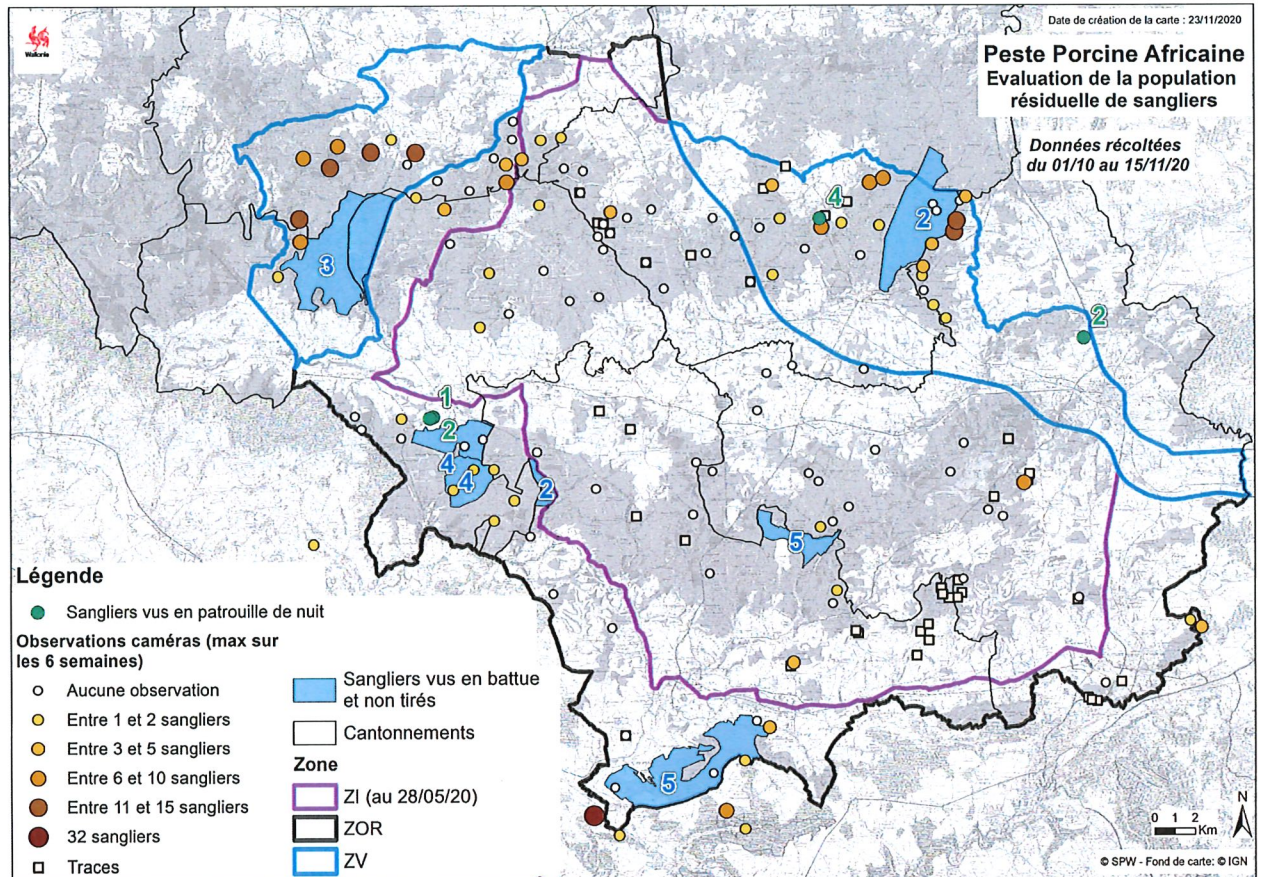 Date de création de la carte : 23/11/2020
Wallonie
Peste Porcine Africaine
Evaluation de la population
résiduelle de sangliers
Données récoltées
du 01/10 au 15/11/20
4
2
3
2
1
2
4
4
2
5
5
Légende
Sangliers vus en patrouille de nuit
Observations caméras (max sur
les 6 semaines)
Aucune observation
Entre 1 et 2 sangliers
Entre 3 et 5 sangliers
Entre 6 et 10 sangliers
Entre 11 et 15 sangliers
32 sangliers
Traces
Sangliers vus en battue
et non tirés
Cantonnements
Zone
ZI (au 28/05/20)
ZOR
ZV
N
0 1 2
Km
© SPW - Fond de carte: © IGN